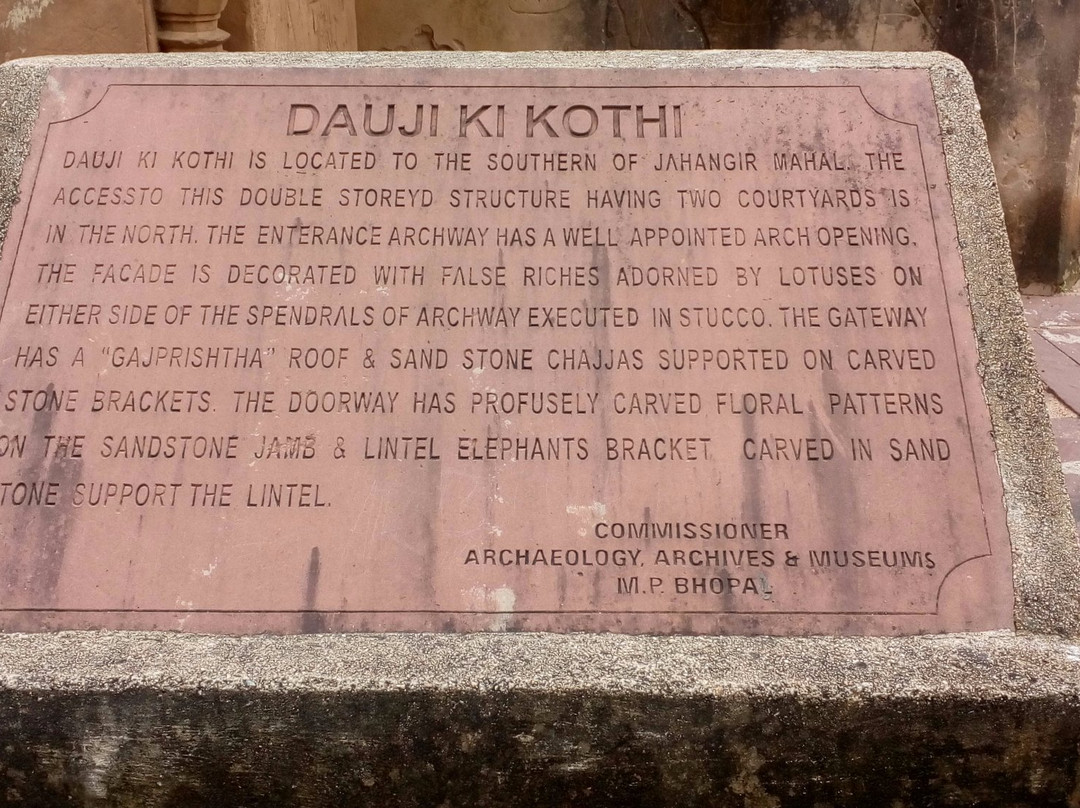 DAUJI KI KOTHI
DAUJI KI KOTHI IS LOCATED TO THE SOUTHERN OF JAHANGIR MAHAL. THE
ACCESSTO THIS DOUBLE STOREYD STRUCTURE HAVING TWO COURTYARDS IS
IN THE NORTH. THE ENTERANCE ARCHWAY HAS A WELL APPOINTED ARCH OPENING.
THE FACADE IS DECORATED WITH FALSE RICHES ADORNED BY LOTUSES ON
EITHER SIDE OF THE SPENDRALS OF ARCHWAY EXECUTED IN STUCCO. THE GATEWAY
HAS A "GAJPRISHTHA" ROOF & SAND STONE CHAJJAS SUPPORTED ON CARVED
STONE BRACKETS. THE DOORWAY HAS PROFUSELY CARVED FLORAL PATTERNS
ON THE SANDSTONE JAMB & LINTEL ELEPHANTS BRACKET CARVED IN SAND
TONE SUPPORT THE LINTEL.
COMMISSIONER
ARCHAEOLOGY, ARCHIVES & MUSEUMS
M.P. BHOPAL